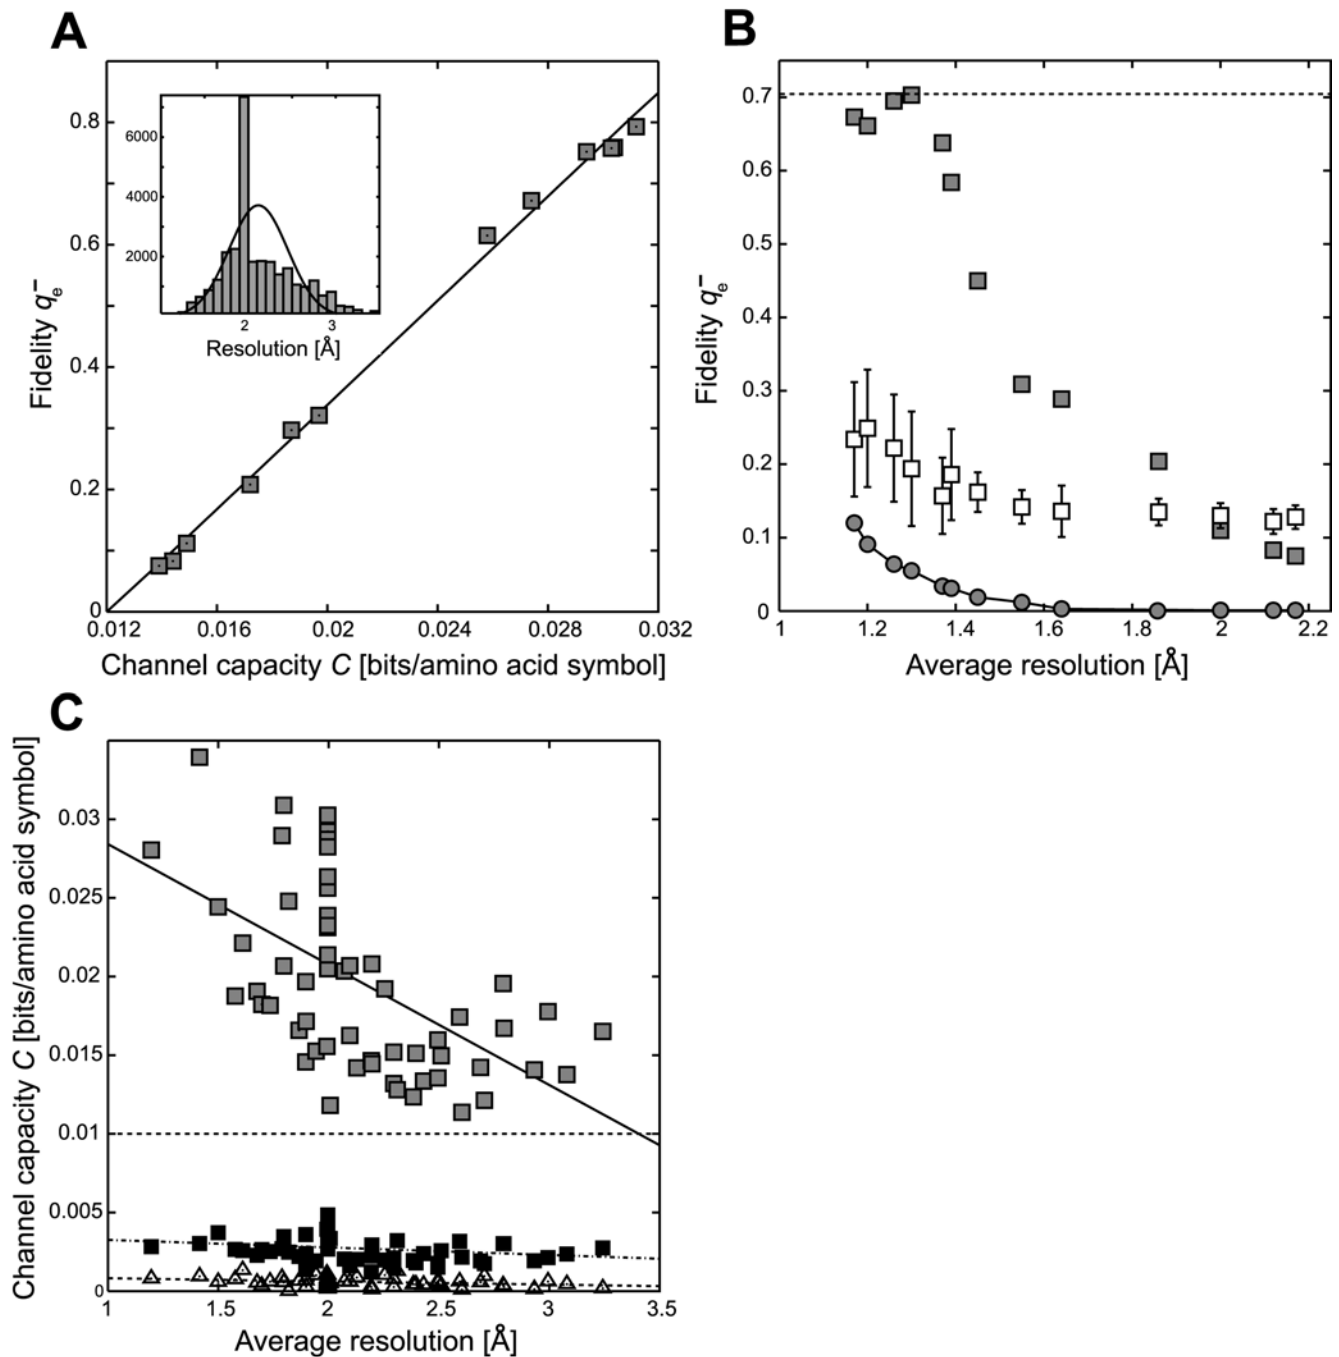 A
0.8
0.6
0.4
0.2
0
Fidelity q̄e
0.012 0.016 0.02 0.024 0.028 0.032
Channel capacity C [bits/amino acid symbol]
6000
4000
2000
2 3
Resolution [Å]
B
0.7
0.6
0.5
0.4
0.3
0.2
0.1
0
Fidelity q̄e
1 1.2 1.4 1.6 1.8 2 2.2
Average resolution [Å]
C
0.03
0.025
0.02
0.015
0.01
0.005
0
Channel capacity C [bits/amino acid symbol]
1 1.5 2 2.5 3 3.5
Average resolution [Å]